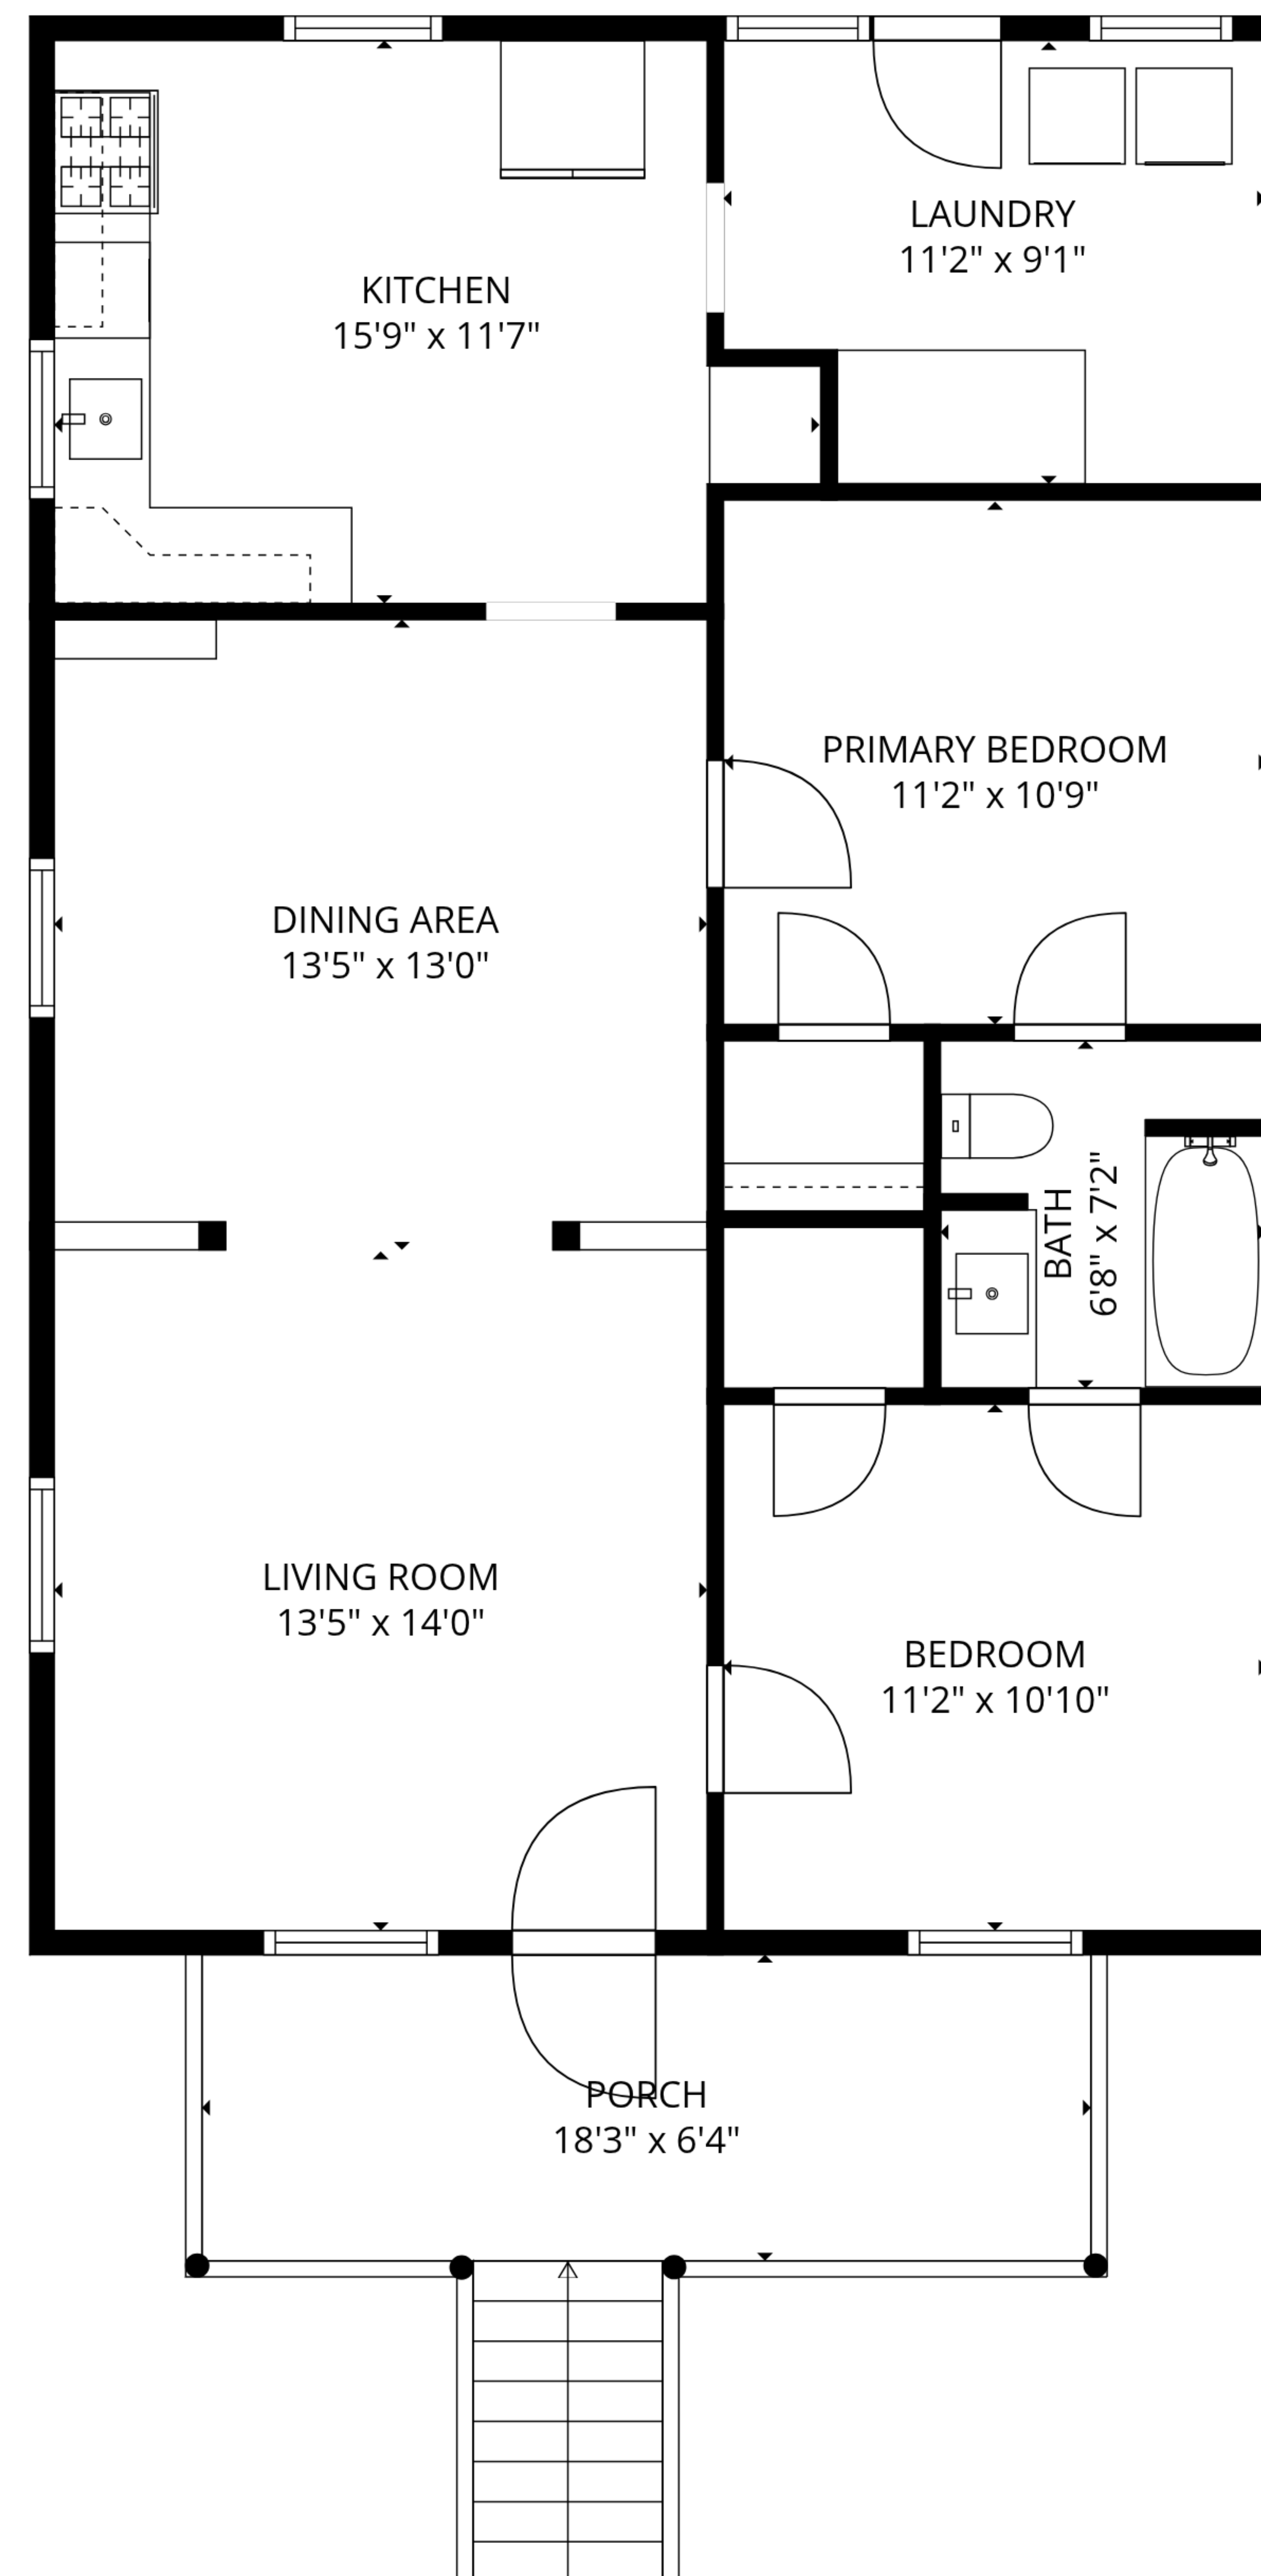 LAUNDRY
11'2" x 9'1"
KITCHEN
15'9" x 11'7"
PRIMARY BEDROOM
11'2" x 10'9"
DINING AREA
13'5" x 13'0"
BATH
6'8" x 7'2"
LIVING ROOM
13'5" x 14'0"
BEDROOM
11'2" x 10'10"
PORCH
18'3" x 6'4"